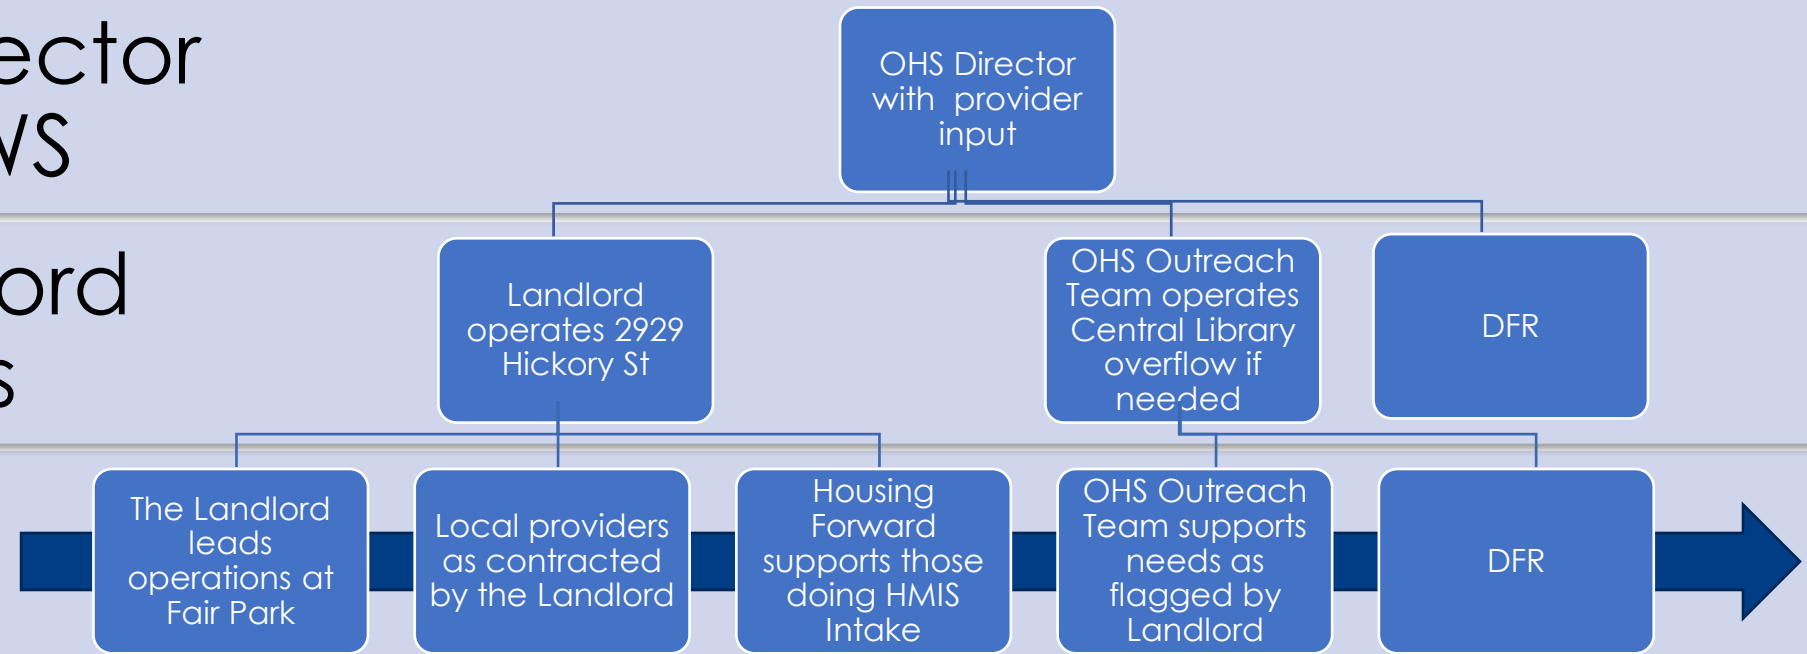 ector
WS
OHS Director
with provider
input
ord
s
Landlord
operates 2929
Hickory St
OHS Outreach
Team operates
Central Library
overflow if
needed
DFR
The Landlord
leads
operations at
Fair Park
Local providers
as contracted
by the Landlord
Housing
Forward
supports those
doing HMIS
Intake
OHS Outreach
Team supports
needs as
flagged by
Landlord
DFR